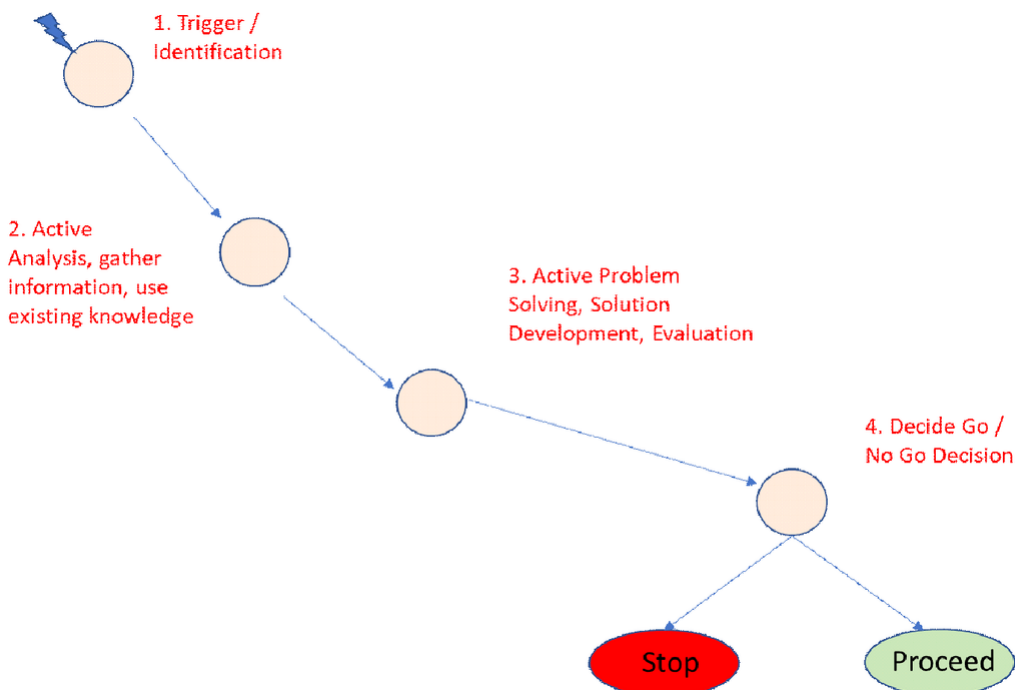 1. Trigger /
Identification
2. Active
Analysis, gather
information, use
existing knowledge
3. Active Problem
Solving, Solution
Development, Evaluation
4. Decide Go /
No Go Decision
Stop
Proceed